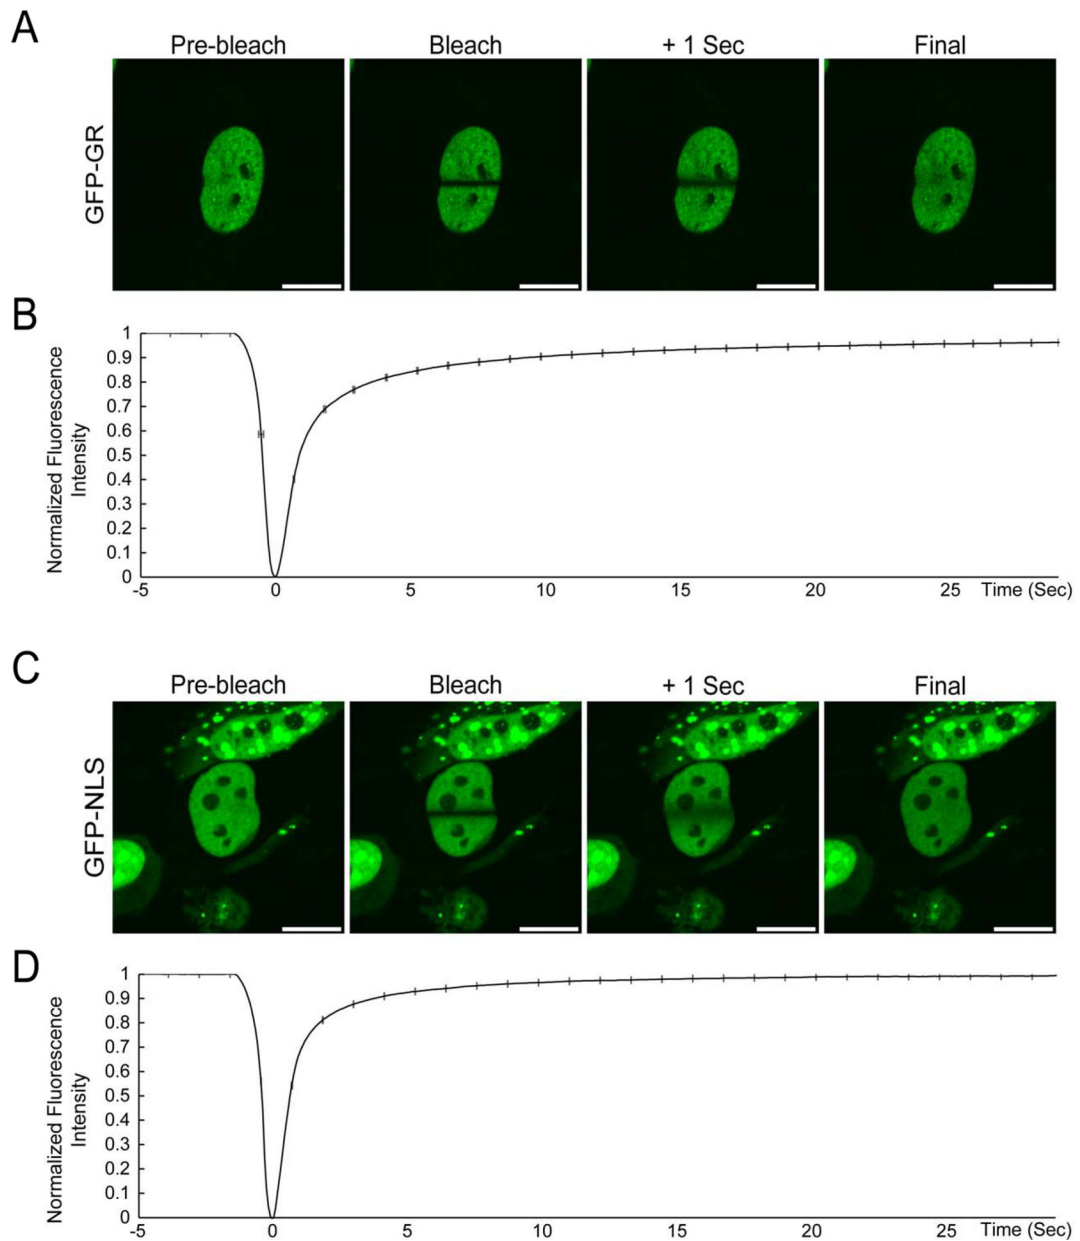 A
Pre-bleach Bleach + 1 Sec Final
GFP-GR
B
Normalized Fluorescence
Intensity
1
0.9
0.8
0.7
0.6
0.5
0.4
0.3
0.2
0.1
0
-5 0 5 10 15 20 25 Time (Sec)
C
Pre-bleach Bleach + 1 Sec Final
GFP-NLS
D
Normalized Fluorescence
Intensity
1
0.9
0.8
0.7
0.6
0.5
0.4
0.3
0.2
0.1
0
-5 0 5 10 15 20 25 Time (Sec)